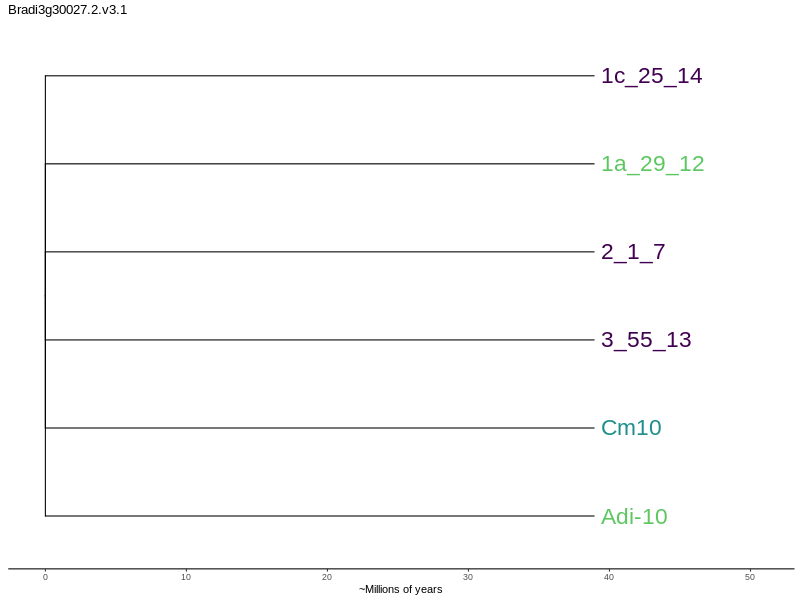 Bradi3g30027.2.v3.1
1c_25_14
1a_29_12
2_1_7
3_55_13
Cm10
Adi-10
0 10 20 30 40 50
~Millions of years